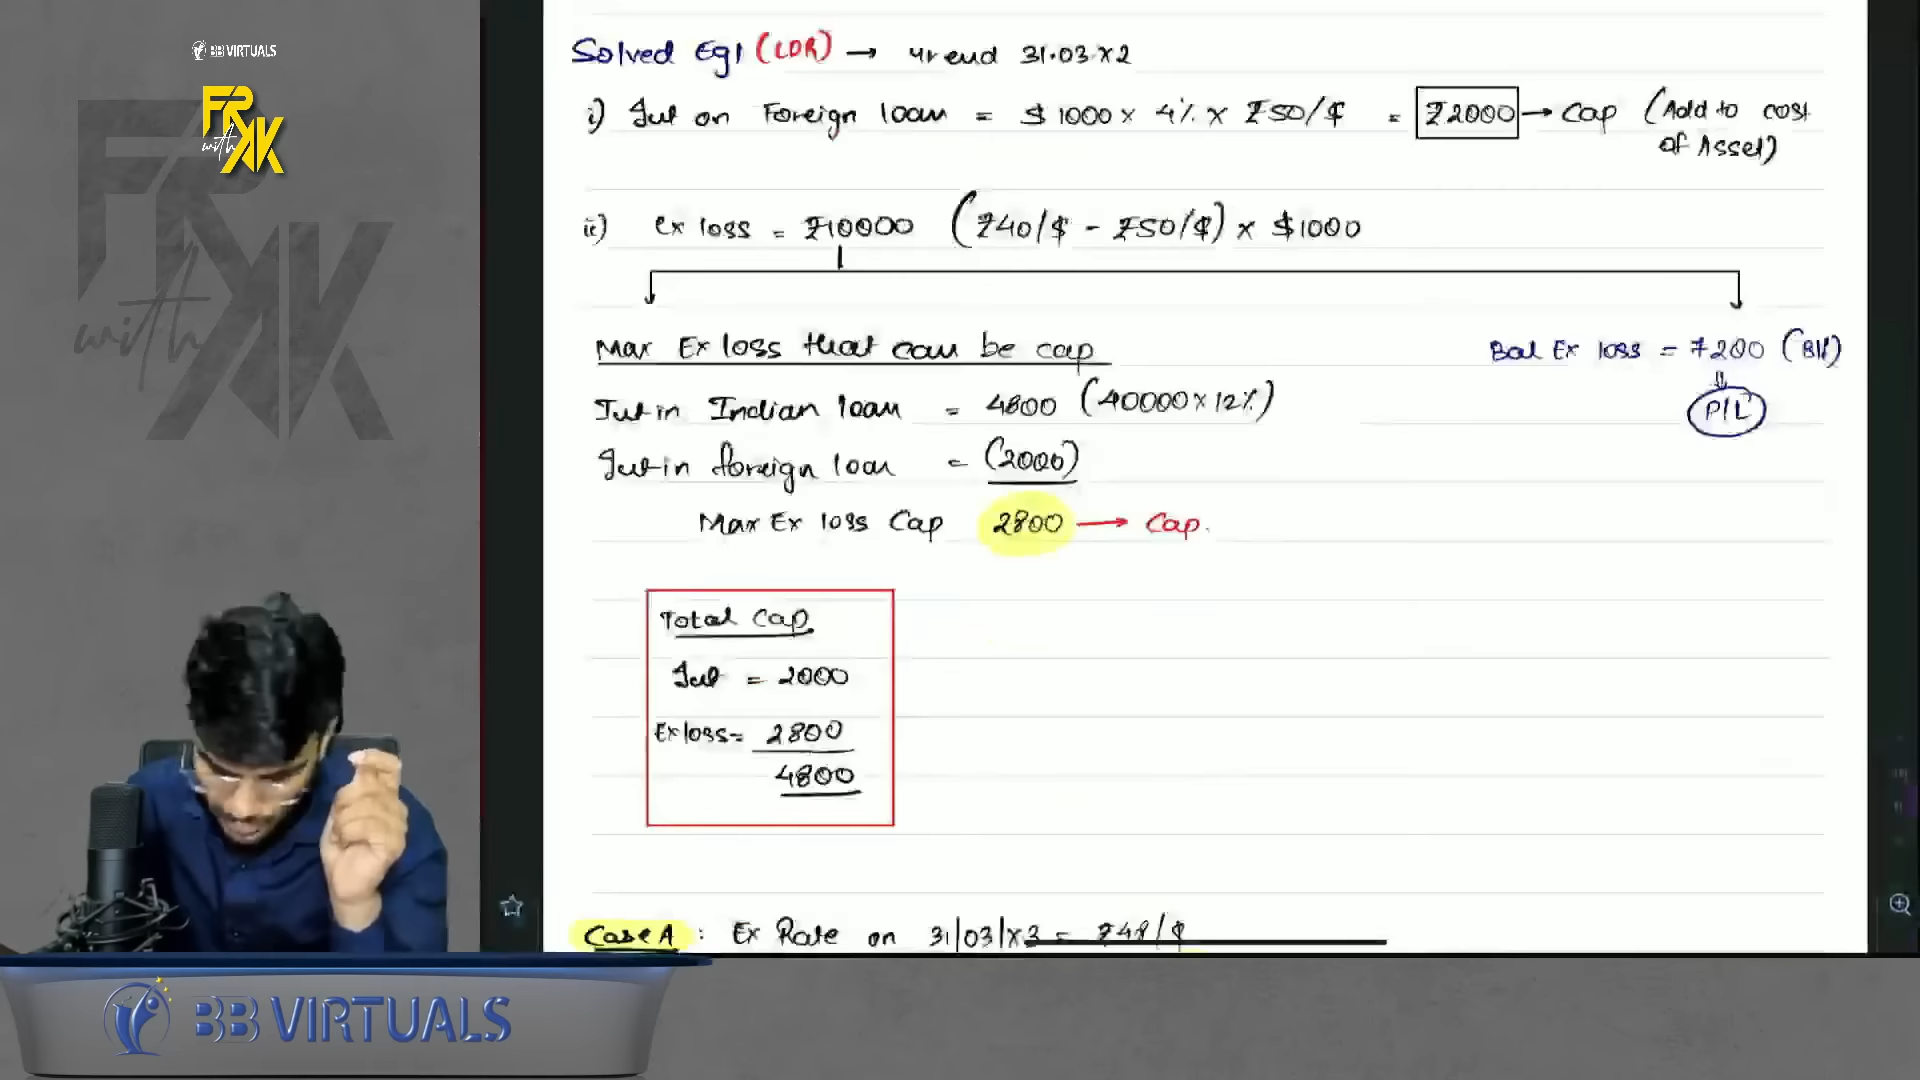 BB VIRTUALS
FR
with
AK
FR
with
AK
Solved Eg1 (LDR) → yr end 31.03.X2
i) Int on Foreign loan = $ 1000 x 4% x ₹50/$ = ₹2000 → Cap (Add to cost of Asset)
ii) Ex loss = ₹10000 (₹40/$ - ₹50/$) x $1000
Max Ex loss that can be cap
Int in Indian loan = 4800 (40000 x 12%)
Int in foreign loan = (2000)
Max Ex loss Cap 2800 → Cap.
Bal Ex loss = 7200 (B/f)
P/L
Total Cap
Int = 2000
Ex loss = 2800
4800
Case A : Ex Rate on 31/03/X3 = ₹48/$
BB VIRTUALS